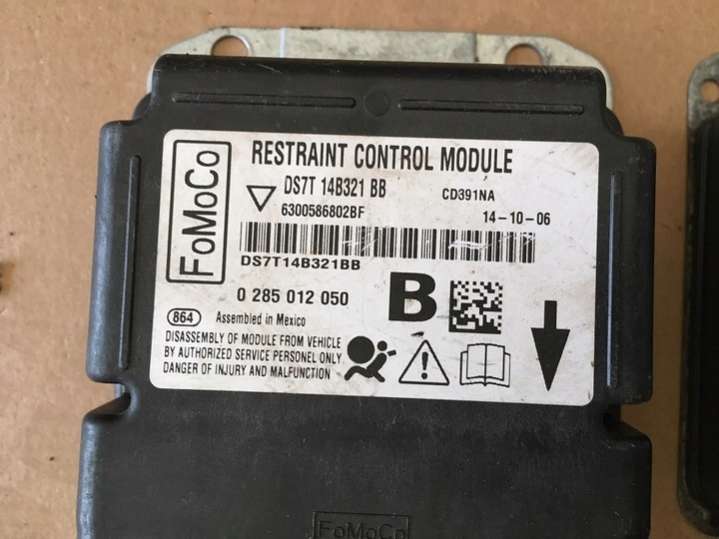 RESTRAINT CONTROL MODULE
FoMoCo
DS7T 14B321 BB CD391NA
6300586802BF 14-10-06
DS7T14B321BB
0 285 012 050 B
864 Assembled in Mexico
DISASSEMBLY OF MODULE FROM VEHICLE
BY AUTHORIZED SERVICE PERSONEL ONLY
DANGER OF INJURY AND MALFUNCTION
FoMoCo